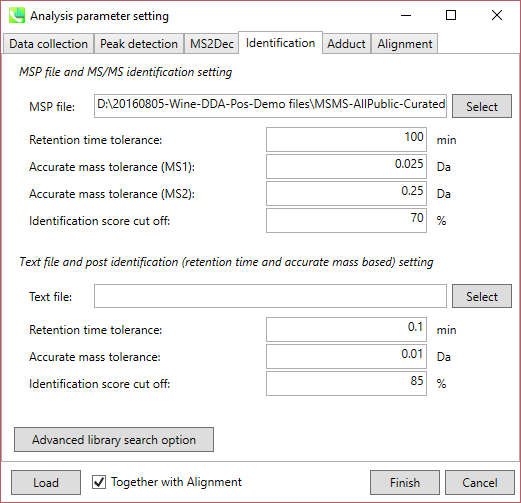 Analysis parameter setting
Data collection Peak detection MS2Dec Identification Adduct Alignment
MSP file and MS/MS identification setting
MSP file: D:\20160805-Wine-DDA-Pos-Demo files\MSMS-AllPublic-Curated Select
Retention time tolerance: 100 min
Accurate mass tolerance (MS1): 0.025 Da
Accurate mass tolerance (MS2): 0.25 Da
Identification score cut off: 70 %
Text file and post identification (retention time and accurate mass based) setting
Text file: Select
Retention time tolerance: 0.1 min
Accurate mass tolerance: 0.01 Da
Identification score cut off: 85 %
Advanced library search option
Load Together with Alignment Finish Cancel